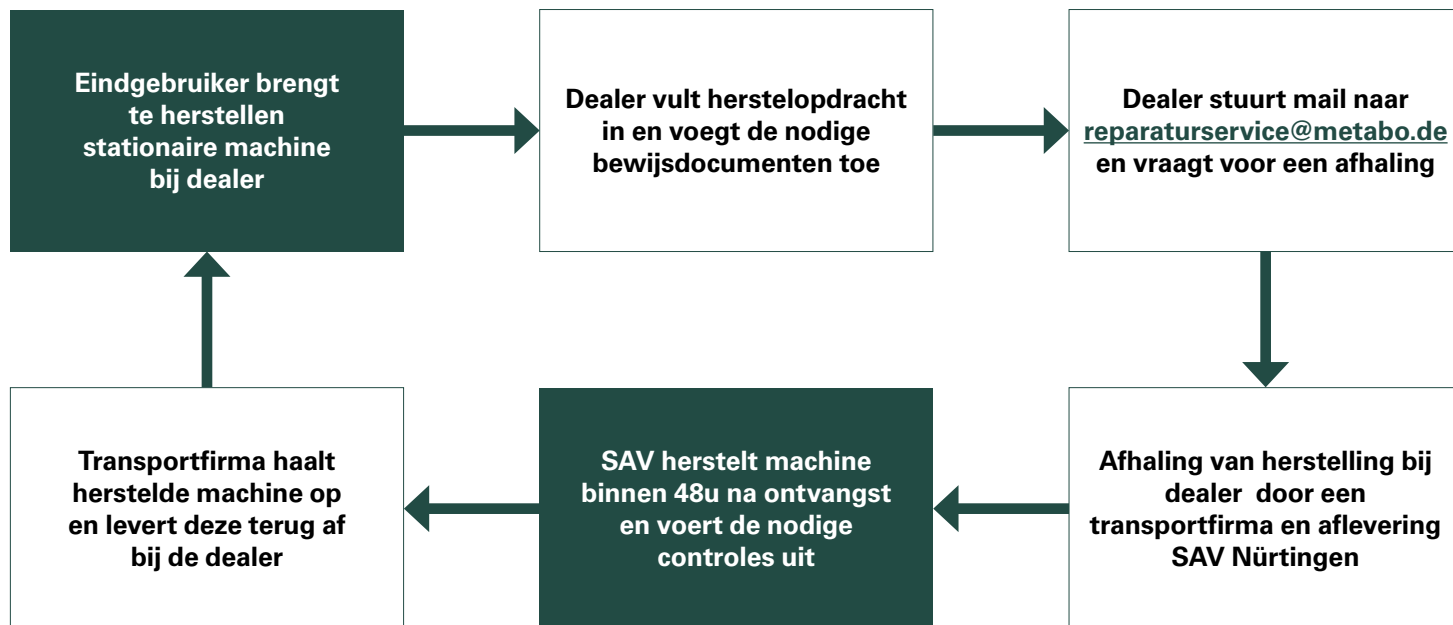 Eindgebruiker brengt
te herstellen
stationaire machine
bij dealer
Dealer vult herstelopdracht
in en voegt de nodige
bewijsdocumenten toe
Dealer stuurt mail naar
reparaturservice@metabo.de
en vraagt voor een afhaling
Afhaling van herstelling bij
dealer door een
transportfirma en aflevering
SAV Nürtingen
SAV herstelt machine
binnen 48u na ontvangst
en voert de nodige
controles uit
Transportfirma haalt
herstelde machine op
en levert deze terug af
bij de dealer